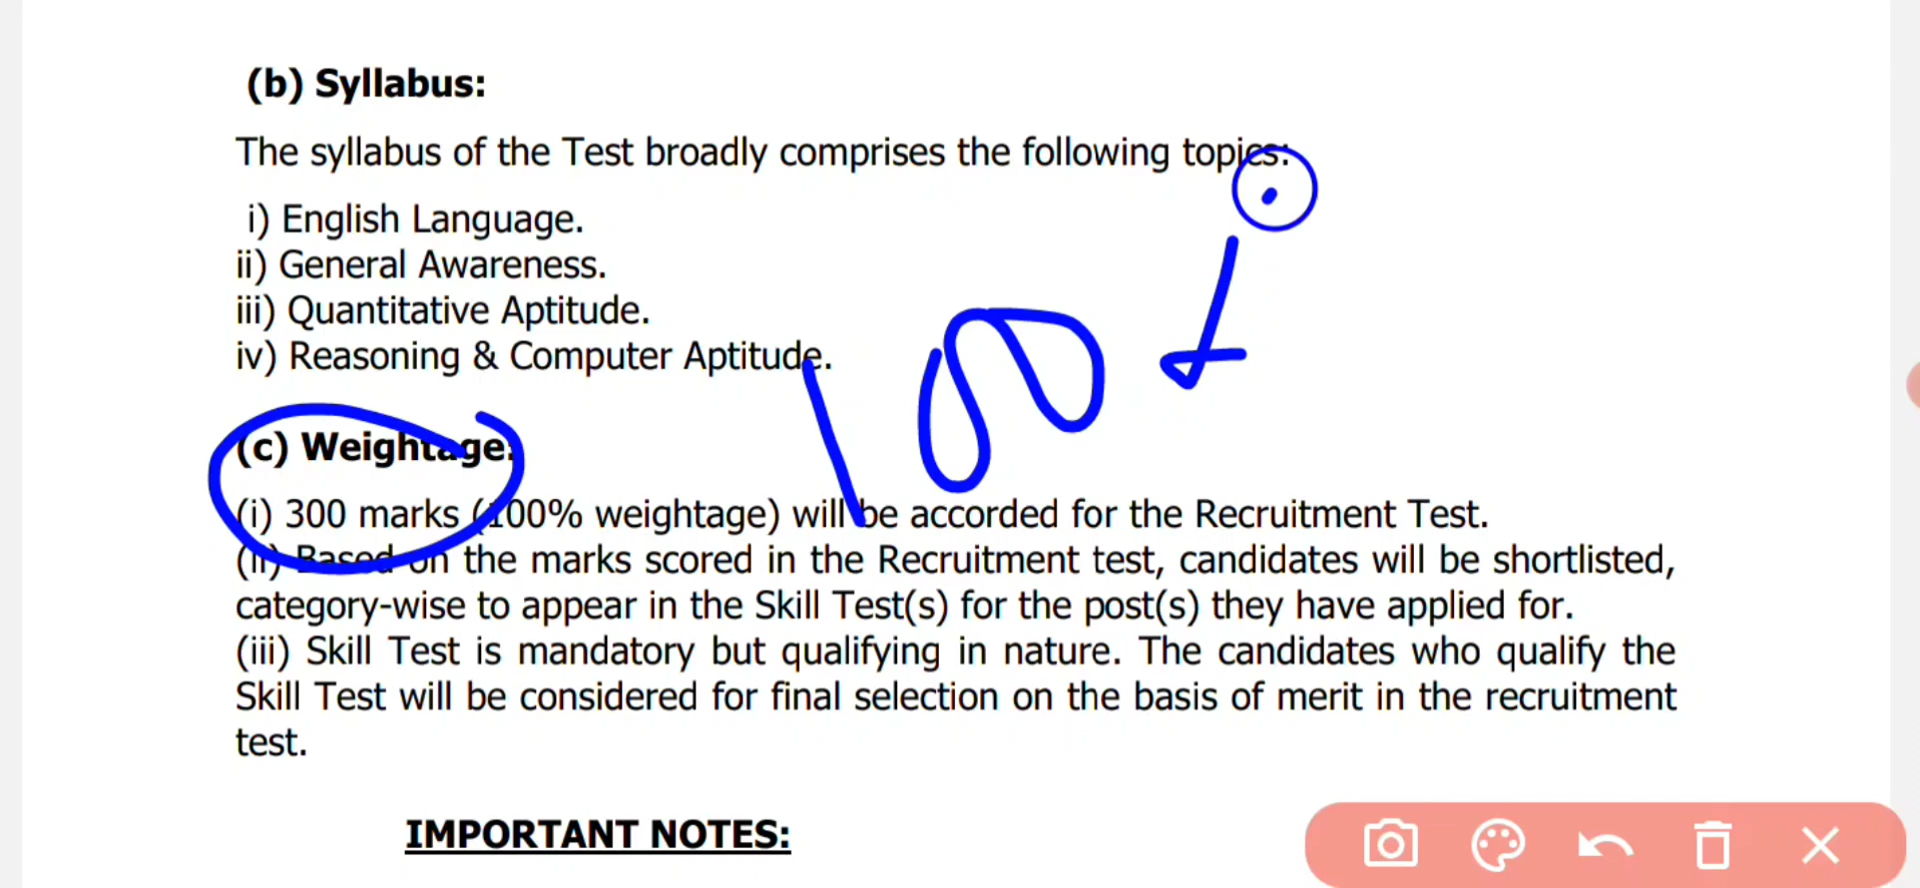 (b) Syllabus:
The syllabus of the Test broadly comprises the following topics:
i) English Language.
ii) General Awareness.
iii) Quantitative Aptitude.
iv) Reasoning & Computer Aptitude.
100
(c) Weightage:
(i) 300 marks (100% weightage) will be accorded for the Recruitment Test.
(ii) Based on the marks scored in the Recruitment test, candidates will be shortlisted,
category-wise to appear in the Skill Test(s) for the post(s) they have applied for.
(iii) Skill Test is mandatory but qualifying in nature. The candidates who qualify the
Skill Test will be considered for final selection on the basis of merit in the recruitment
test.
IMPORTANT NOTES: